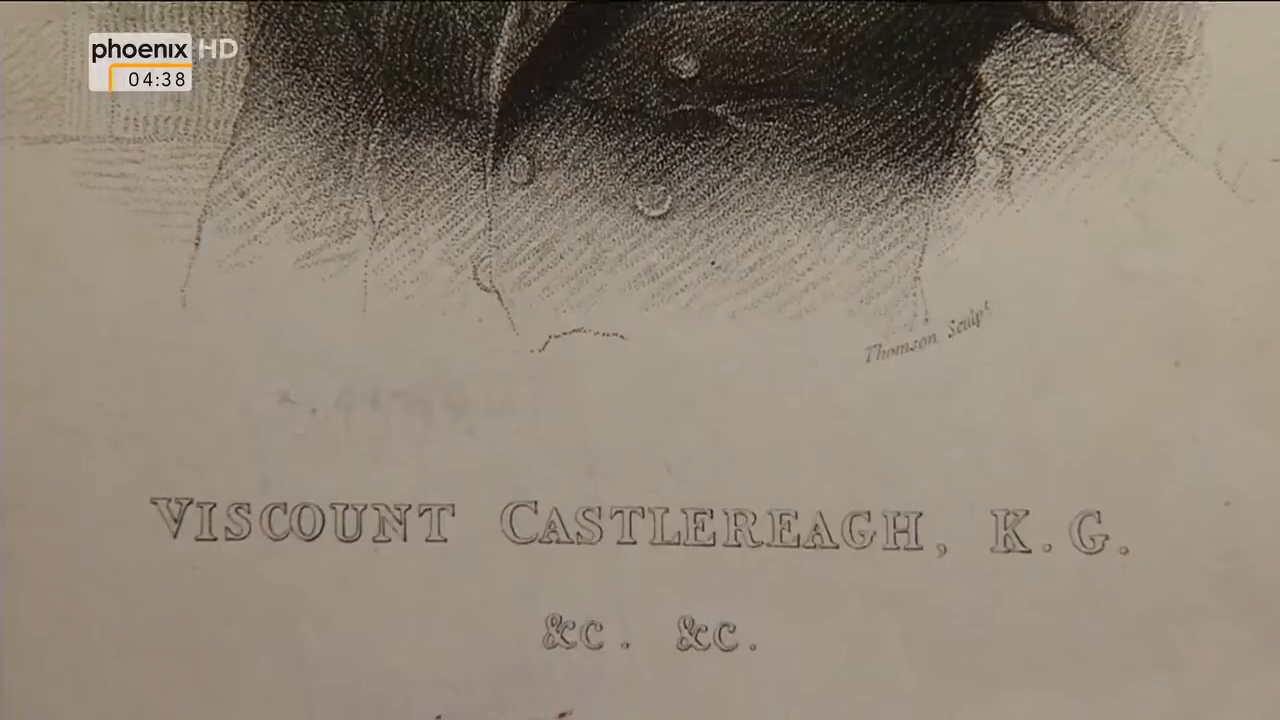 phoenix HD
04:38
Thomson Sculpᵗ
VISCOUNT CASTLEREAGH, K.G.
&c. &c.